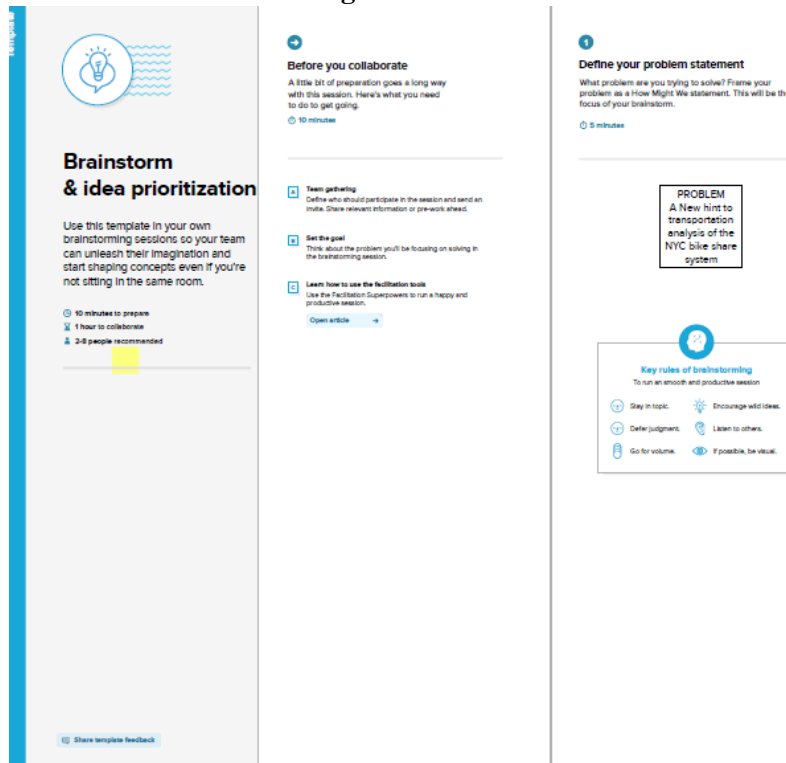 Template
Brainstorm
& idea prioritization
Use this template in your own
brainstorming sessions so your team
can unleash their imagination and
start shaping concepts even if you're
not sitting in the same room.
10 minutes to prepare
1 hour to collaborate
2-8 people recommended
Share template feedback
Before you collaborate
A little bit of preparation goes a long way
with this session. Here's what you need
to do to get going.
10 minutes
A
Team gathering
Define who should participate in the session and send an
invite. Share relevant information or pre-work ahead.
B
Set the goal
Think about the problem you'll be focusing on solving in
the brainstorming session.
C
Learn how to use the facilitation tools
Use the Facilitation Superpowers to run a happy and
productive session.
Open article
1
Define your problem statement
What problem are you trying to solve? Frame your
problem as a How Might We statement. This will be th
focus of your brainstorm.
5 minutes
PROBLEM
A New hint to
transportation
analysis of the
NYC bike share
system
Key rules of brainstorming
To run an smooth and productive session
Stay in topic.
Encourage wild ideas.
Defer judgment.
Listen to others.
Go for volume.
If possible, be visual.